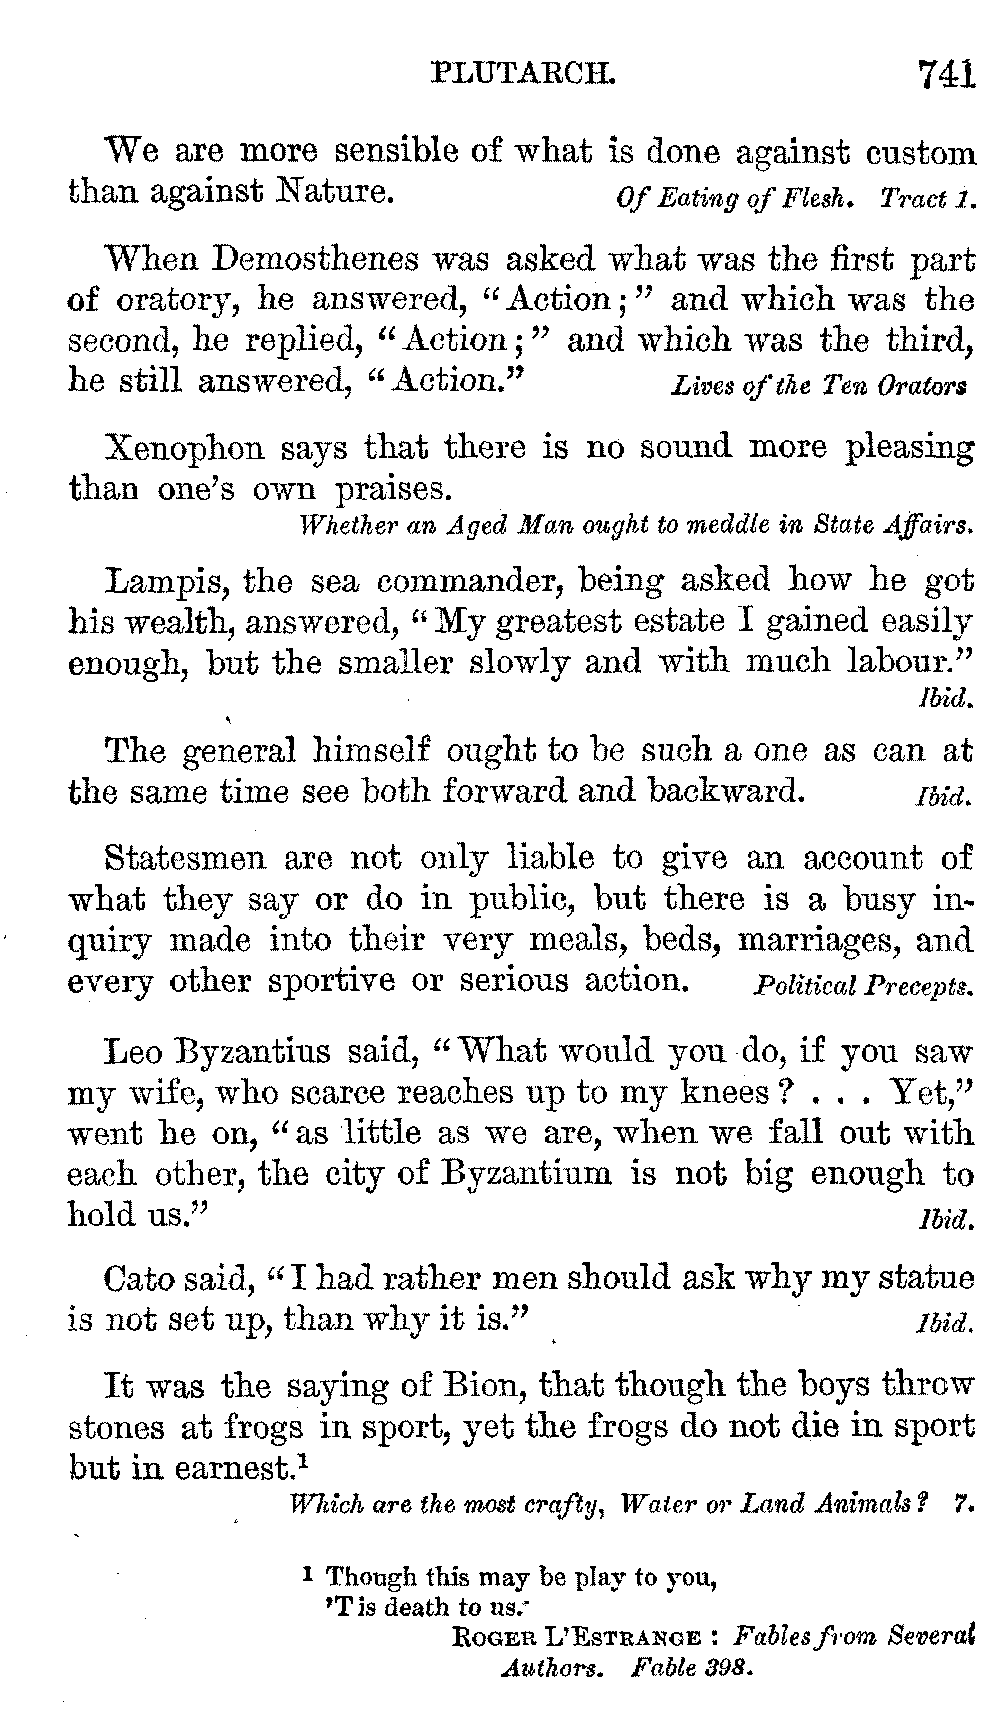 PLUTARCH. 741
We are more sensible of what is done against custom
than against Nature. Of Eating of Flesh. Tract 1.
When Demosthenes was asked what was the first part
of oratory, he answered, "Action;" and which was the
second, he replied, "Action;" and which was the third,
he still answered, "Action." Lives of the Ten Orators
Xenophon says that there is no sound more pleasing
than one's own praises.
Whether an Aged Man ought to meddle in State Affairs.
Lampis, the sea commander, being asked how he got
his wealth, answered, "My greatest estate I gained easily
enough, but the smaller slowly and with much labour."
Ibid.
The general himself ought to be such a one as can at
the same time see both forward and backward. Ibid.
Statesmen are not only liable to give an account of
what they say or do in public, but there is a busy in-
quiry made into their very meals, beds, marriages, and
every other sportive or serious action. Political Precepts.
Leo Byzantius said, "What would you do, if you saw
my wife, who scarce reaches up to my knees? . . . Yet,"
went he on, "as little as we are, when we fall out with
each other, the city of Byzantium is not big enough to
hold us." Ibid.
Cato said, "I had rather men should ask why my statue
is not set up, than why it is." Ibid.
It was the saying of Bion, that though the boys throw
stones at frogs in sport, yet the frogs do not die in sport
but in earnest.¹
Which are the most crafty, Water or Land Animals? 7.
1 Though this may be play to you,
'T is death to us.
ROGER L'ESTRANGE: Fables from Several
Authors. Fable 398.